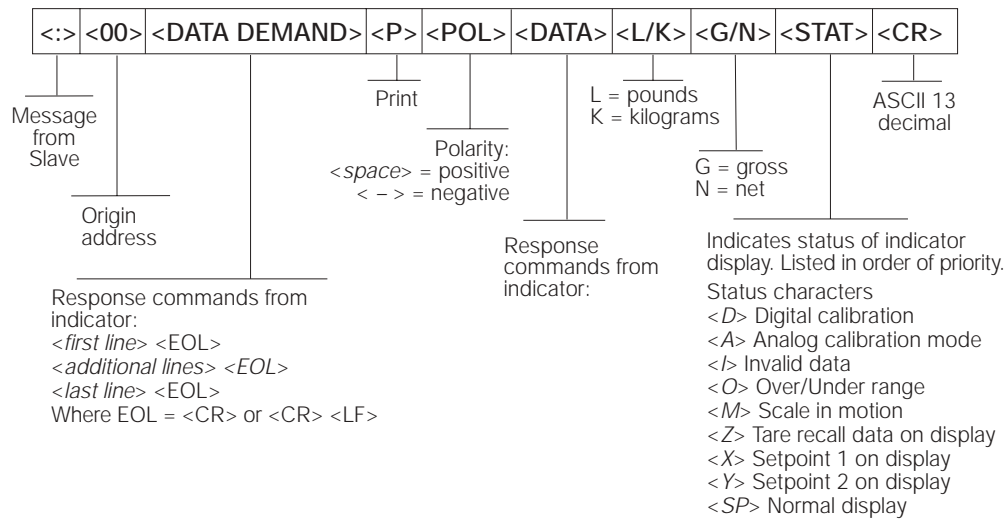 <:> <00> <DATA DEMAND> <P> <POL> <DATA> <L/K> <G/N> <STAT> <CR>
Message
from
Slave
Origin
address
Response commands from
indicator:
<first line> <EOL>
<additional lines> <EOL>
<last line> <EOL>
Where EOL = <CR> or <CR> <LF>
Print
Polarity:
<space> = positive
< – > = negative
Response
commands from
indicator:
L = pounds
K = kilograms
G = gross
N = net
Indicates status of indicator
display. Listed in order of priority.
Status characters
<D> Digital calibration
<A> Analog calibration mode
<I> Invalid data
<O> Over/Under range
<M> Scale in motion
<Z> Tare recall data on display
<X> Setpoint 1 on display
<Y> Setpoint 2 on display
<SP> Normal display
ASCII 13
decimal